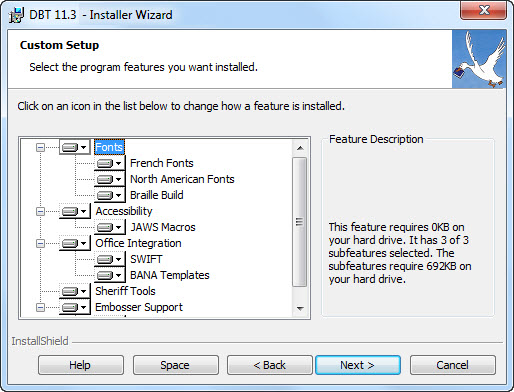 DBT 11.3 - Installer Wizard
Custom Setup
Select the program features you want installed.
Click on an icon in the list below to change how a feature is installed.
Fonts
French Fonts
North American Fonts
Braille Build
Accessibility
JAWS Macros
Office Integration
SWIFT
BANA Templates
Sheriff Tools
Embosser Support
Feature Description
This feature requires 0KB on
your hard drive. It has 3 of 3
subfeatures selected. The
subfeatures require 692KB on
your hard drive.
InstallShield
Help
Space
< Back
Next >
Cancel